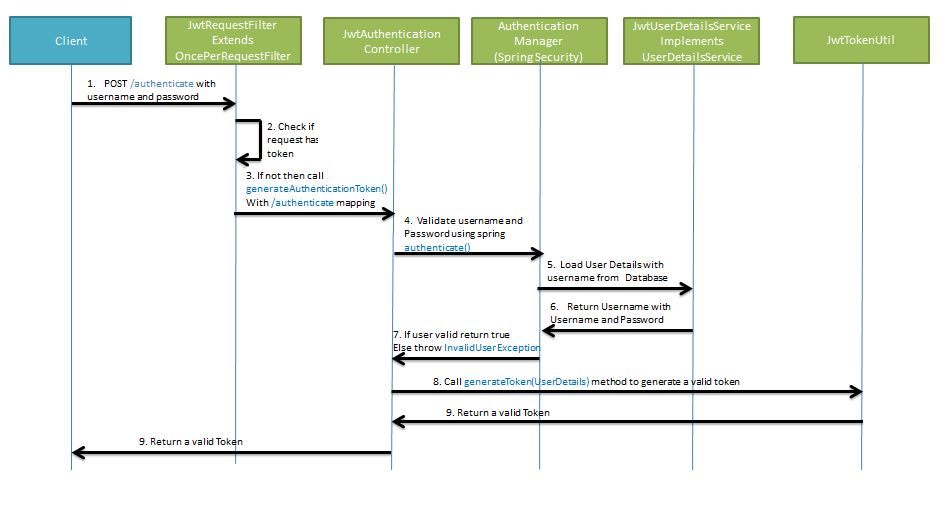 Client
JwtRequestFilter
Extends
OncePerRequestFilter
JwtAuthentication
Controller
Authentication
Manager
(Spring Security)
JwtUserDetailsService
Implements
UserDetailsService
JwtTokenUtil
1. POST /authenticate with
username and password
2. Check if
request has
token
3. If not then call
generateAuthenticationToken()
With /authenticate mapping
4. Validate username and
Password using spring
authenticate()
5. Load User Details with
username from Database
6. Return Username with
Username and Password
7. If user valid return true
Else throw InvalidUserException
8. Call generateToken(UserDetails) method to generate a valid token
9. Return a valid Token
9. Return a valid Token